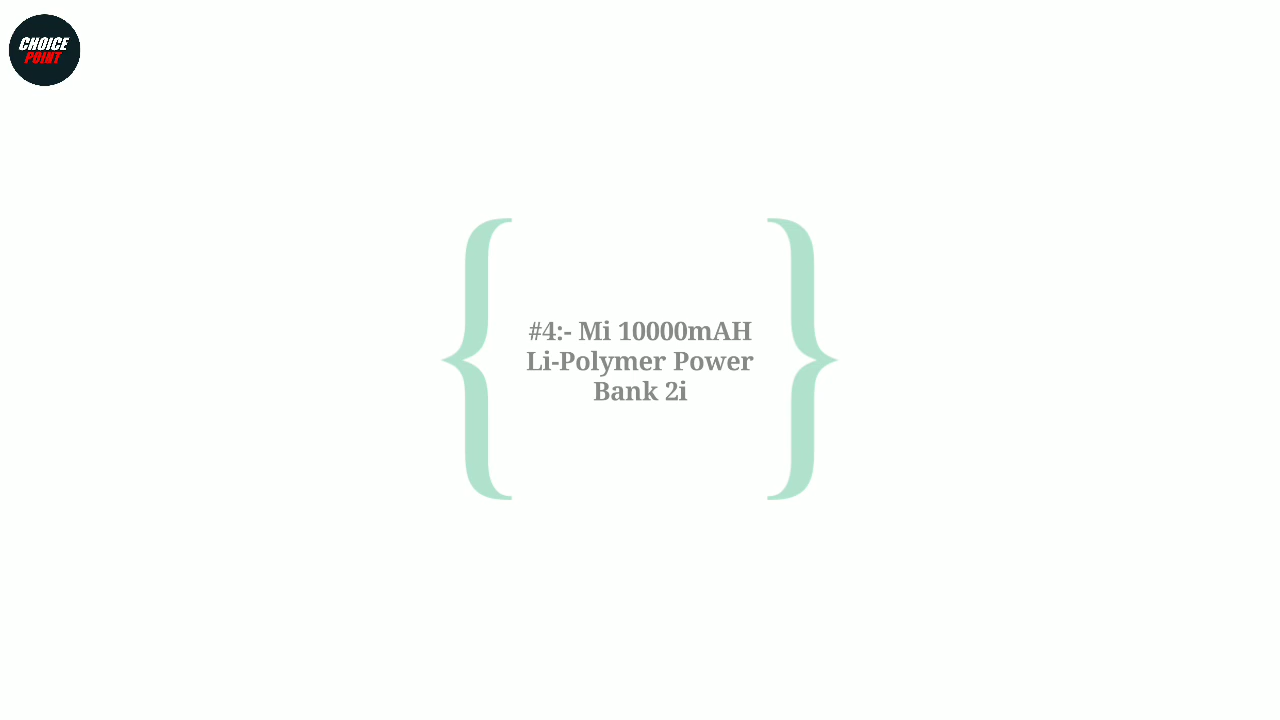 CHOICE
POINT
#4:- Mi 10000mAH
Li-Polymer Power
Bank 2i